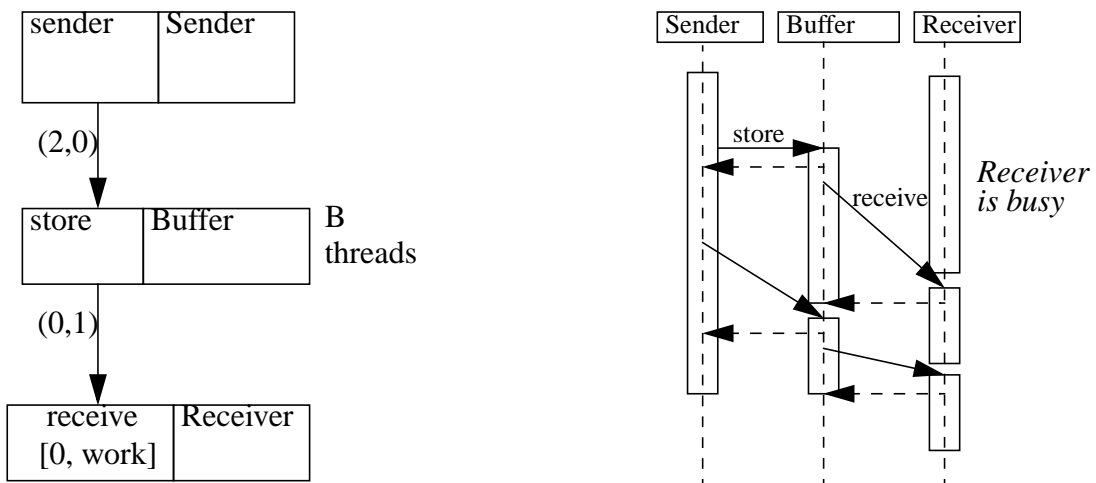 sender Sender
(2,0)
store Buffer
B
threads
(0,1)
receive Receiver
[0, work]
Sender Buffer Receiver
store
receive
Receiver
is busy